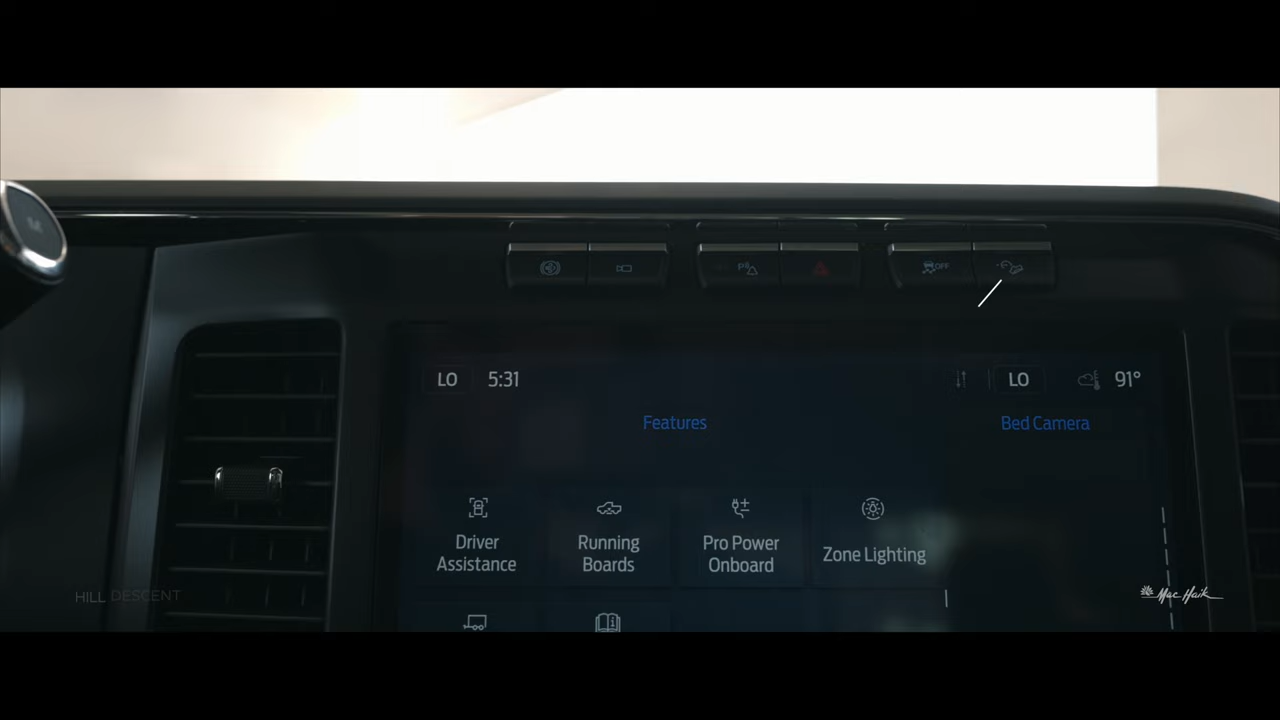 OFF
LO 5:31 LO 91°
Features Bed Camera
Driver
Assistance
Running
Boards
Pro Power
Onboard
Zone Lighting
HILL DESCENT
Mac Haik